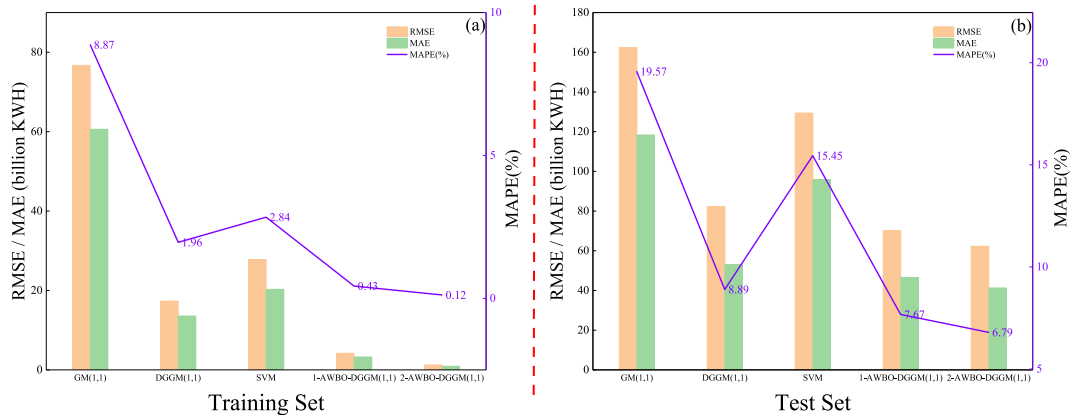 (a)
RMSE
MAE
MAPE(%)
RMSE / MAE (billion KWH)
80
60
40
20
0
10
5
0
MAPE(%)
8.87
1.96
2.84
0.43
0.12
GM(1,1) DGGM(1,1) SVM 1-AWBO-DGGM(1,1) 2-AWBO-DGGM(1,1)
Training Set
(b)
RMSE
MAE
MAPE(%)
RMSE / MAE (billion KWH)
180
160
140
120
100
80
60
40
20
0
20
15
10
5
MAPE(%)
19.57
8.89
15.45
7.67
6.79
GM(1,1) DGGM(1,1) SVM 1-AWBO-DGGM(1,1) 2-AWBO-DGGM(1,1)
Test Set